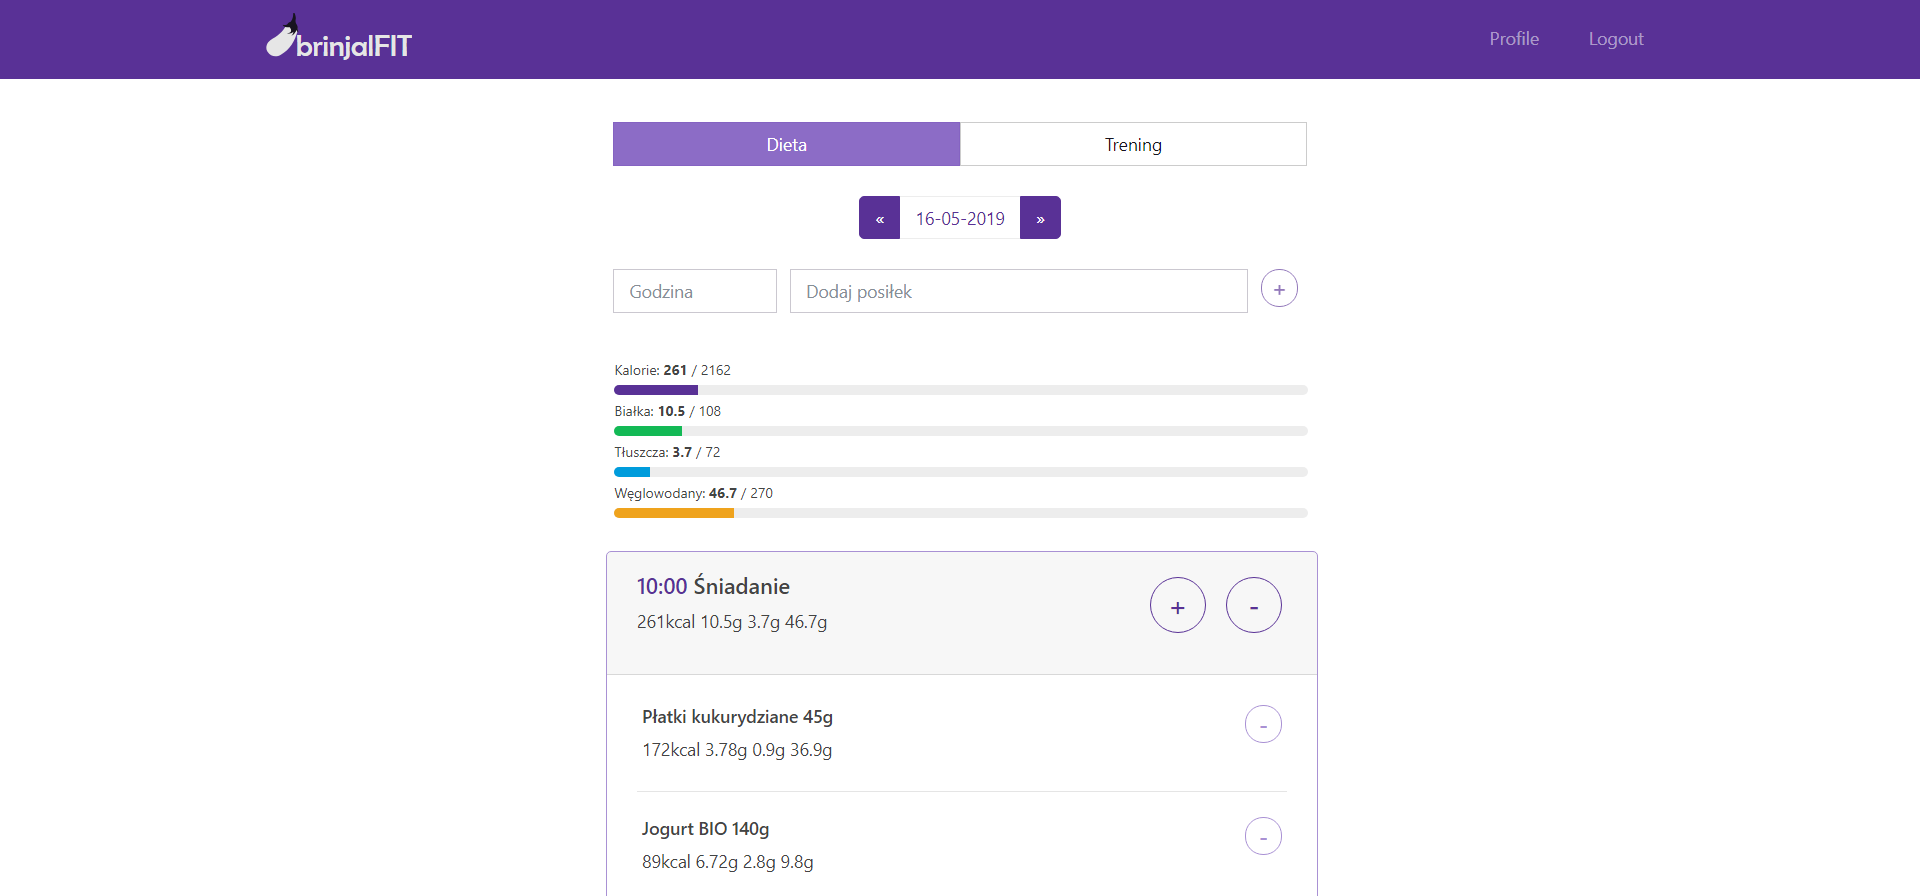 brinjalFIT Profile Logout
Dieta Trening
« 16-05-2019 »
Godzina Dodaj posiłek +
Kalorie: 261 / 2162
Białka: 10.5 / 108
Tłuszcza: 3.7 / 72
Węglowodany: 46.7 / 270
10:00 Śniadanie + -
261kcal 10.5g 3.7g 46.7g
Płatki kukurydziane 45g -
172kcal 3.78g 0.9g 36.9g
Jogurt BIO 140g -
89kcal 6.72g 2.8g 9.8g